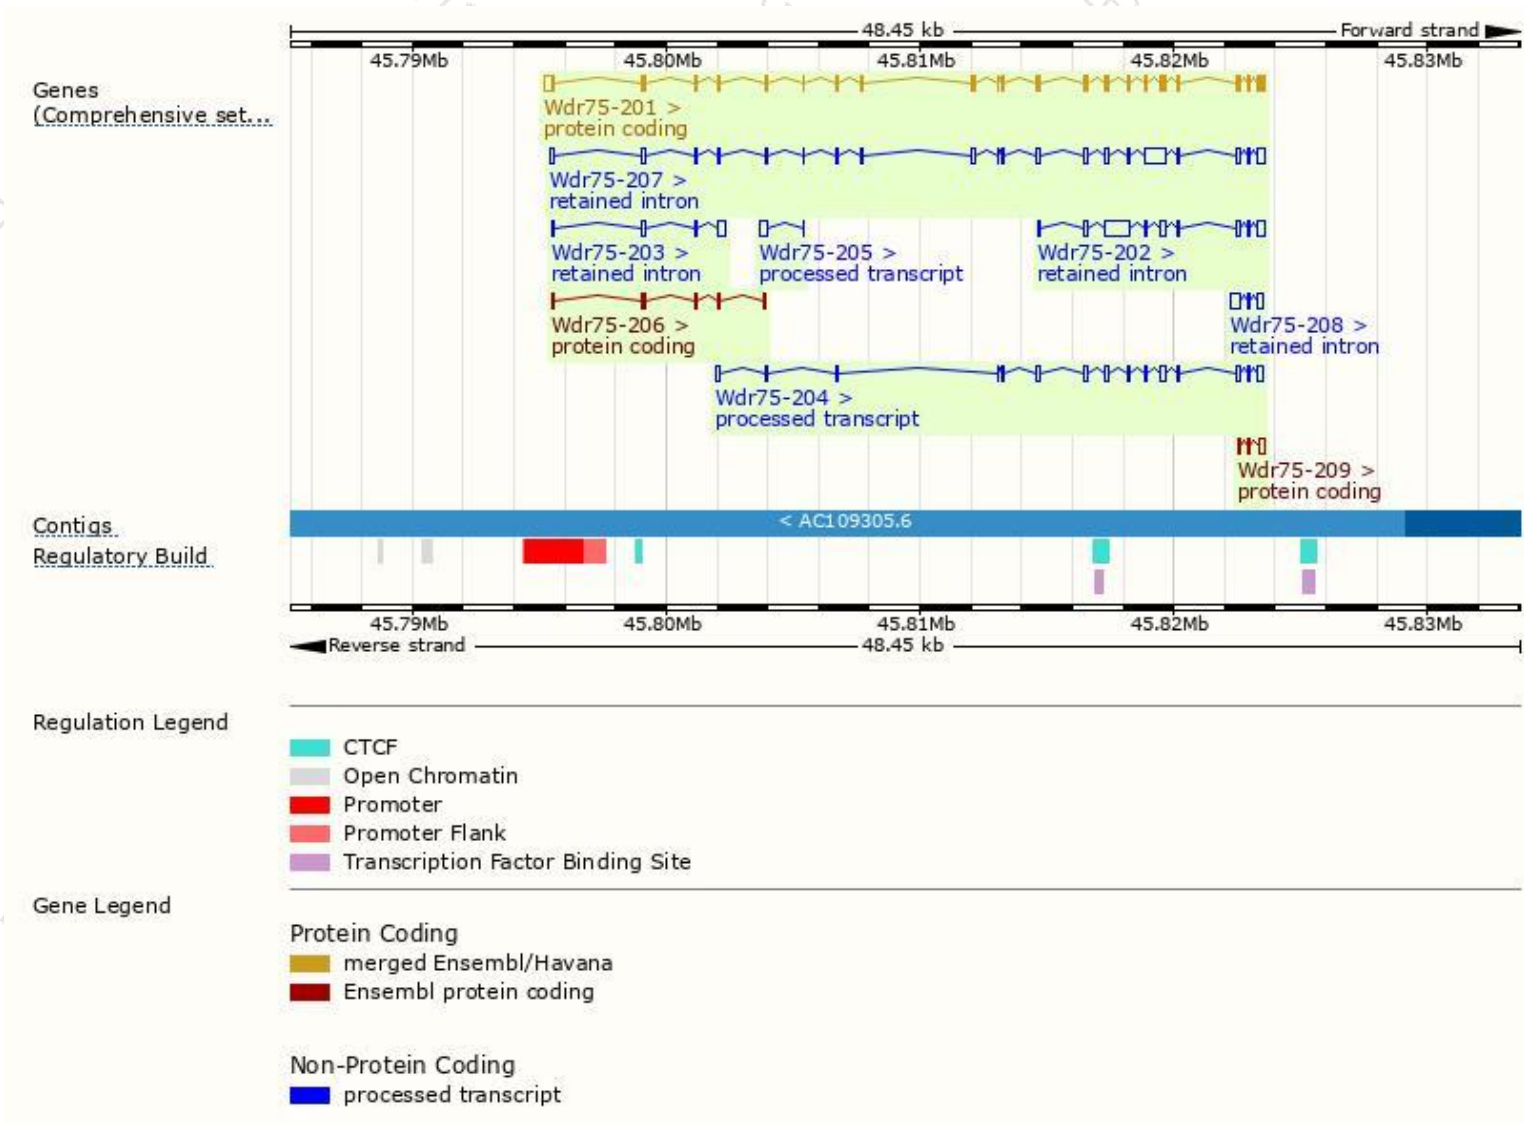 48.45 kb Forward strand
45.79Mb 45.80Mb 45.81Mb 45.82Mb 45.83Mb
Genes
(Comprehensive set...
Wdr75-201 >
protein coding
Wdr75-207 >
retained intron
Wdr75-203 > Wdr75-205 > Wdr75-202 >
retained intron processed transcript retained intron
Wdr75-206 > Wdr75-208 >
protein coding retained intron
Wdr75-204 >
processed transcript
Wdr75-209 >
protein coding
Contigs < AC109305.6
Regulatory Build
45.79Mb 45.80Mb 45.81Mb 45.82Mb 45.83Mb
Reverse strand 48.45 kb
Regulation Legend
CTCF
Open Chromatin
Promoter
Promoter Flank
Transcription Factor Binding Site
Gene Legend
Protein Coding
merged Ensembl/Havana
Ensembl protein coding
Non-Protein Coding
processed transcript